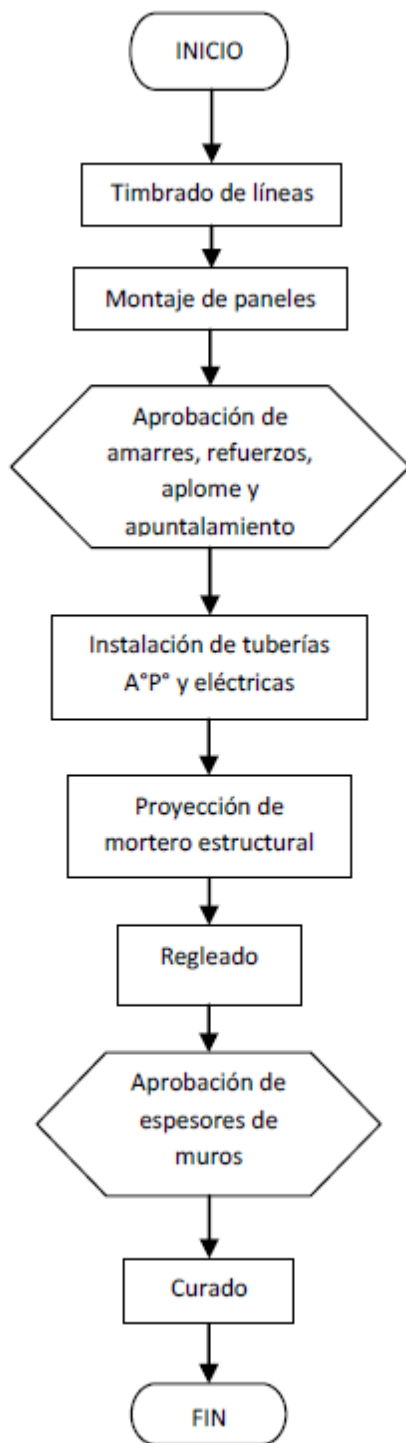 INICIO
Timbrado de líneas
Montaje de paneles
Aprobación de
amarres, refuerzos,
aplome y
apuntalamiento
Instalación de tuberías
A°P° y eléctricas
Proyección de
mortero estructural
Regleado
Aprobación de
espesores de
muros
Curado
FIN